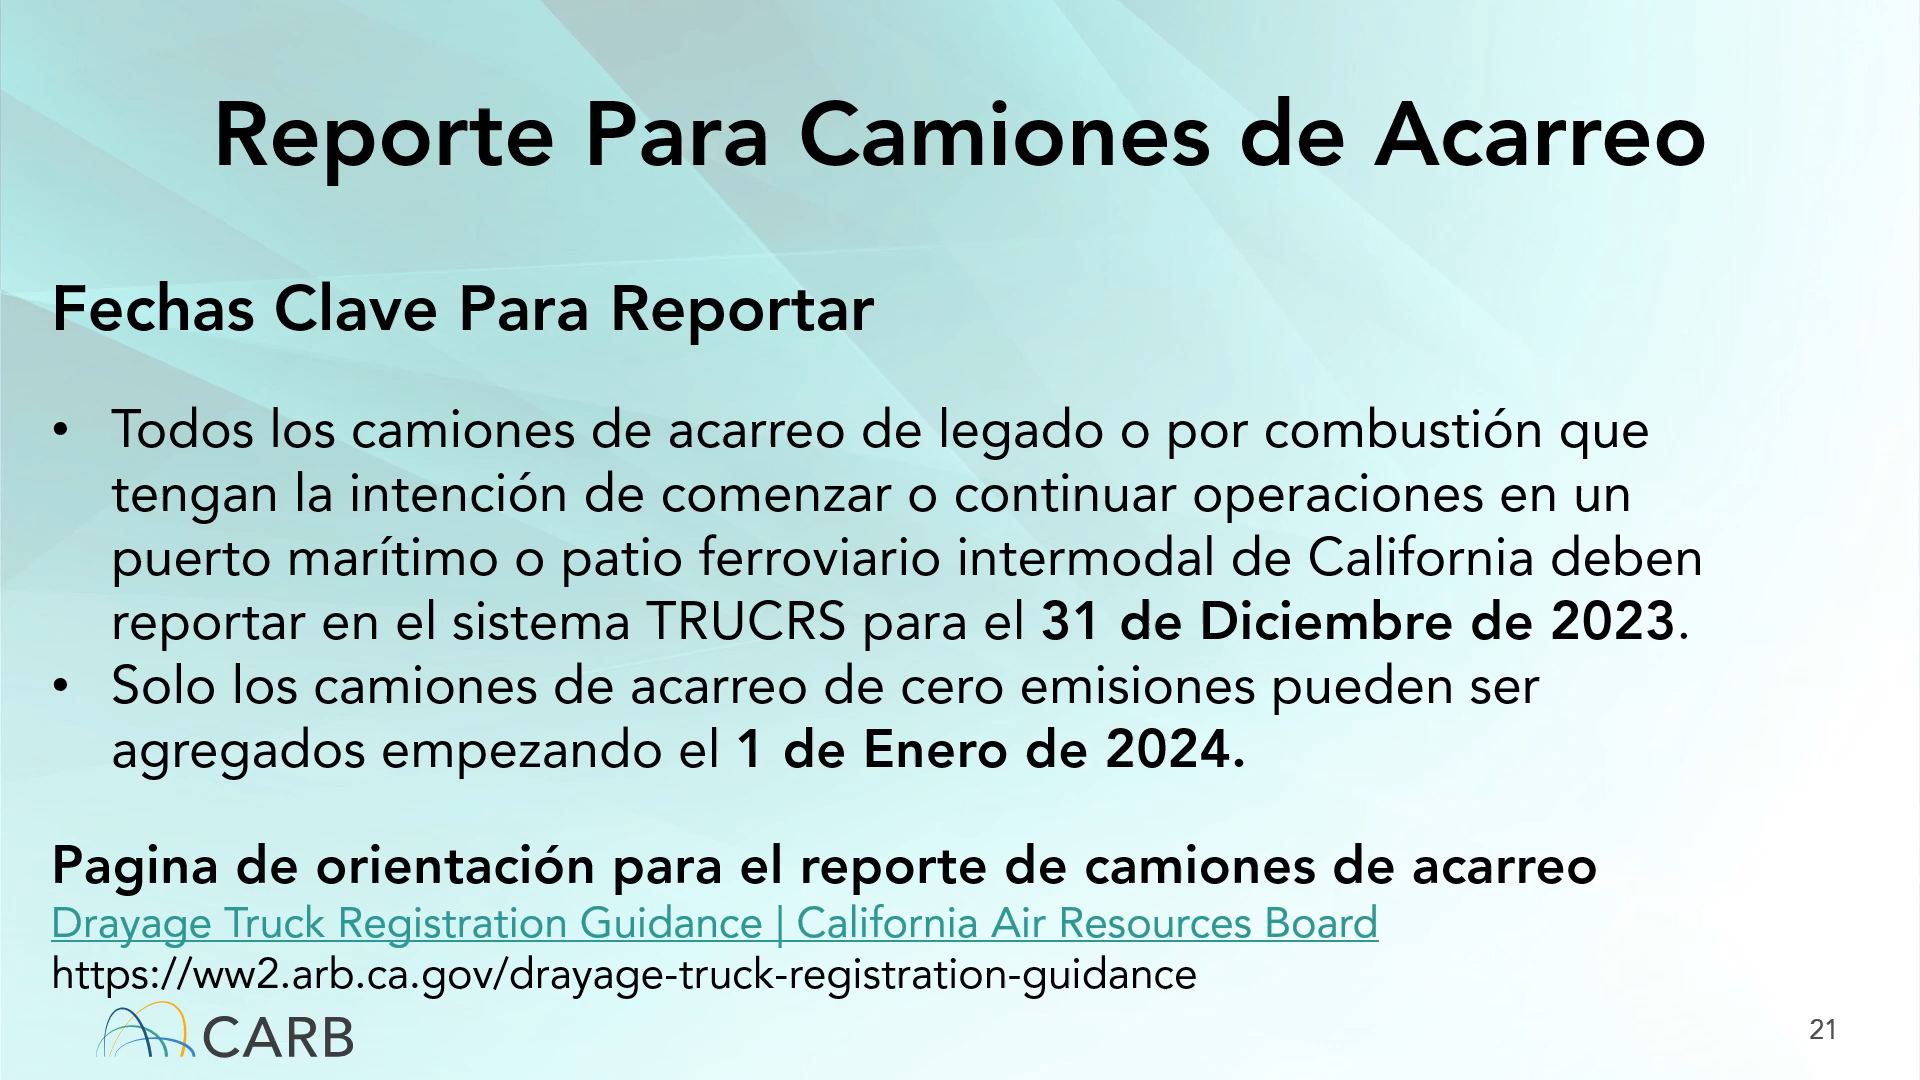 Reporte Para Camiones de Acarreo
Fechas Clave Para Reportar
• Todos los camiones de acarreo de legado o por combustión que
tengan la intención de comenzar o continuar operaciones en un
puerto marítimo o patio ferroviario intermodal de California deben
reportar en el sistema TRUCRS para el 31 de Diciembre de 2023.
• Solo los camiones de acarreo de cero emisiones pueden ser
agregados empezando el 1 de Enero de 2024.
Pagina de orientación para el reporte de camiones de acarreo
Drayage Truck Registration Guidance | California Air Resources Board
https://ww2.arb.ca.gov/drayage-truck-registration-guidance
CARB
21